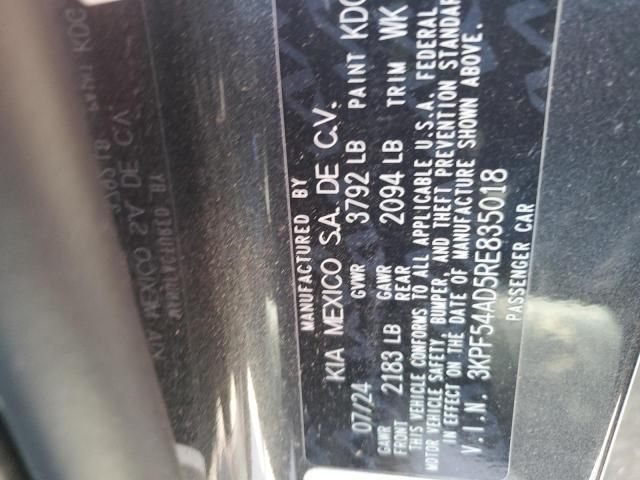 MANUFACTURED BY
KIA MEXICO S.A. DE C.V.
07/24 GVWR 3792 LB PAINT KDG
GAWR FRONT 2183 LB GAWR REAR 2094 LB TRIM WK
THIS VEHICLE CONFORMS TO ALL APPLICABLE U.S.A. FEDERAL
MOTOR VEHICLE SAFETY, BUMPER, AND THEFT PREVENTION STANDAR
IN EFFECT ON THE DATE OF MANUFACTURE SHOWN ABOVE.
V.I.N. 3KPF54AD5RE835018
PASSENGER CAR